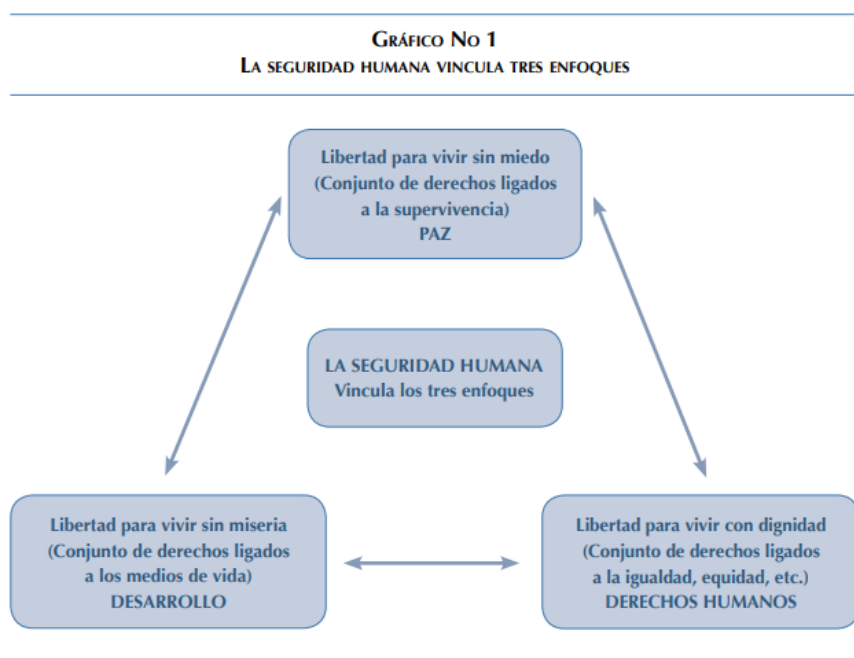 GRÁFICO NO 1
LA SEGURIDAD HUMANA VINCULA TRES ENFOQUES
Libertad para vivir sin miedo
(Conjunto de derechos ligados
a la supervivencia)
PAZ
LA SEGURIDAD HUMANA
Vincula los tres enfoques
Libertad para vivir sin miseria
(Conjunto de derechos ligados
a los medios de vida)
DESARROLLO
Libertad para vivir con dignidad
(Conjunto de derechos ligados
a la igualdad, equidad, etc.)
DERECHOS HUMANOS